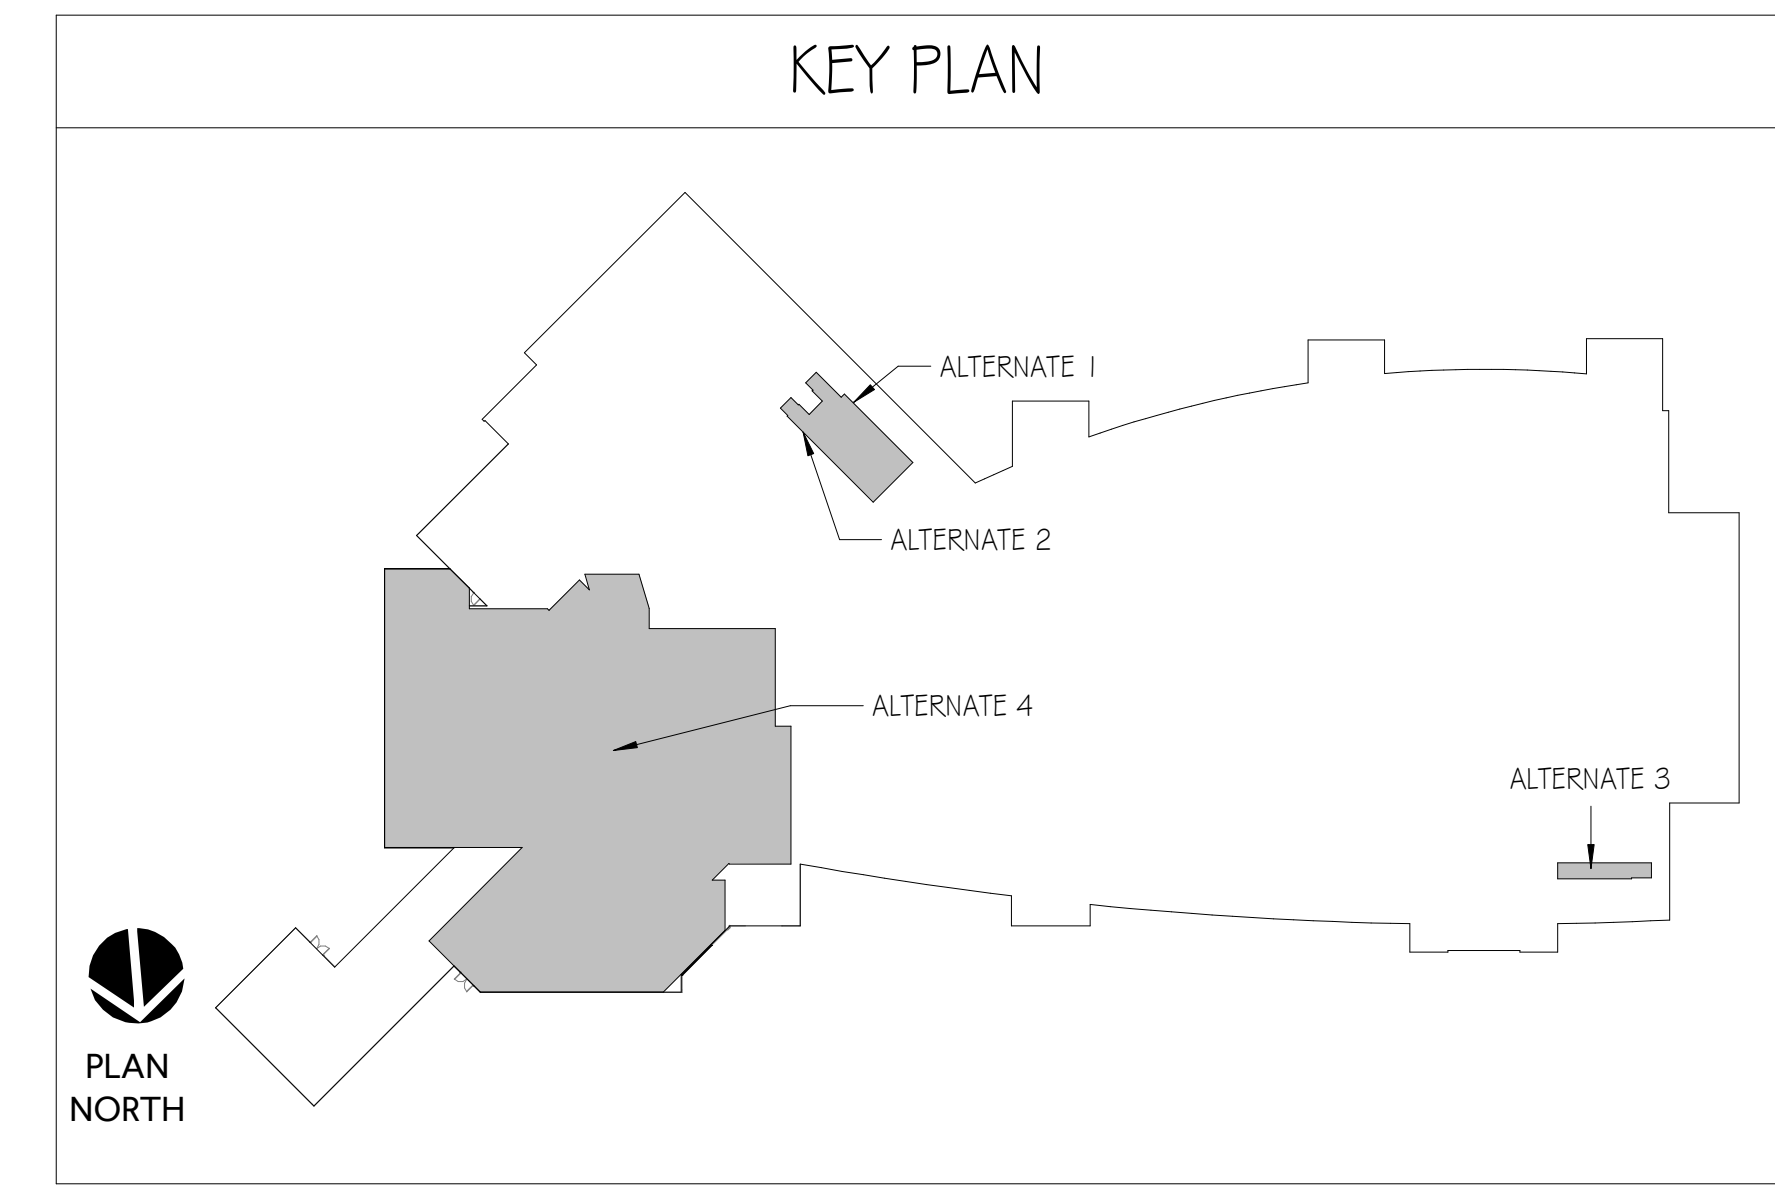 KEY PLAN
ALTERNATE 1
ALTERNATE 2
ALTERNATE 4
ALTERNATE 3
PLAN
NORTH